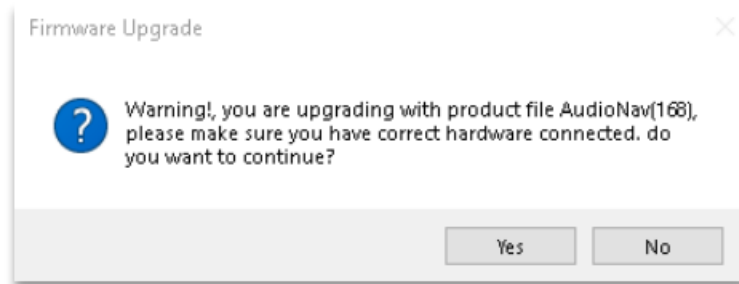 Firmware Upgrade
Warning!, you are upgrading with product file AudioNav(168),
please make sure you have correct hardware connected. do
you want to continue?
Yes
No